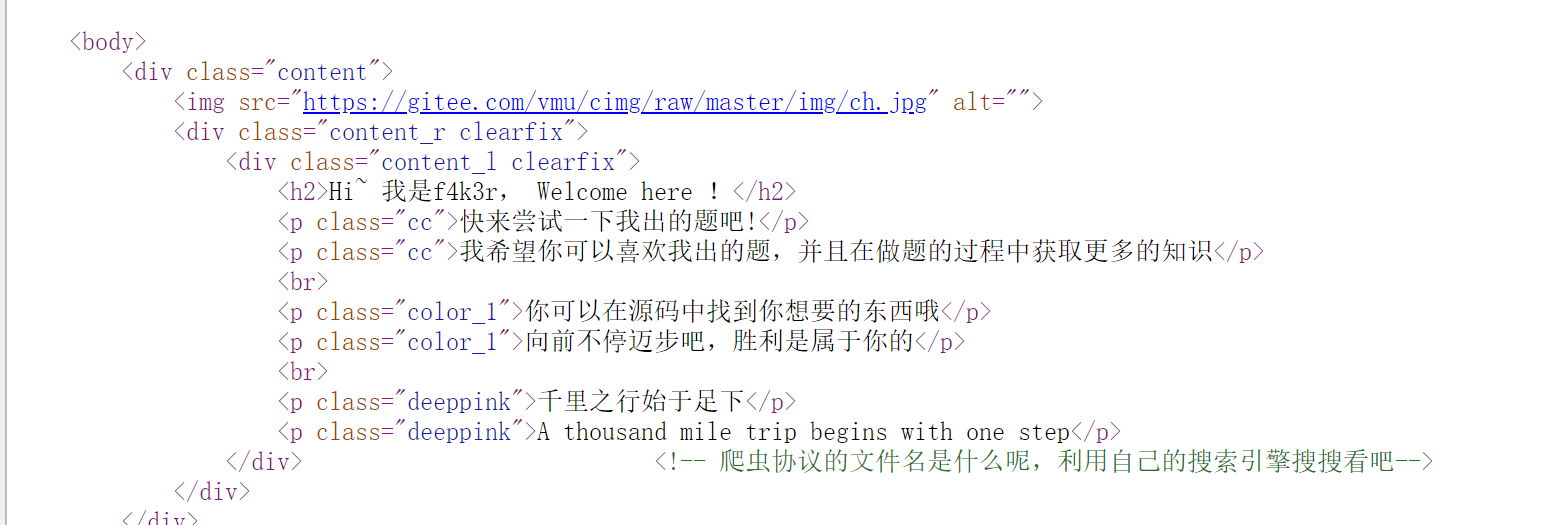 <body>
<div class="content">
<img src="https://gitee.com/vmu/cimg/raw/master/img/ch.jpg" alt="">
<div class="content_r clearfix">
<div class="content_l clearfix">
<h2>Hi~ 我是f4k3r， Welcome here ！</h2>
<p class="cc">快来尝试一下我出的题吧!</p>
<p class="cc">我希望你可以喜欢我出的题，并且在做题的过程中获取更多的知识</p>
<br>
<p class="color_1">你可以在源码中找到你想要的东西哦</p>
<p class="color_1">向前不停迈步吧，胜利是属于你的</p>
<br>
<p class="deeppink">千里之行始于足下</p>
<p class="deeppink">A thousand mile trip begins with one step</p>
</div> <!-- 爬虫协议的文件名是什么呢，利用自己的搜索引擎搜搜看吧-->
</div>
</div>